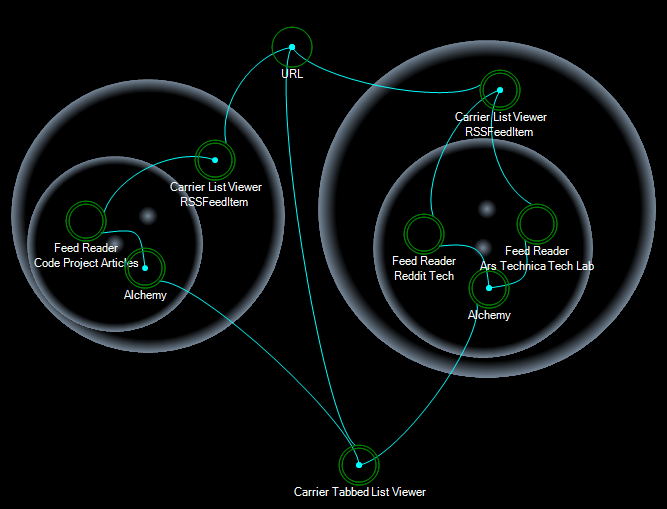 URL
Carrier List Viewer
RSSFeedItem
Carrier List Viewer
RSSFeedItem
Feed Reader
Code Project Articles
Alchemy
Feed Reader
Reddit Tech
Feed Reader
Ars Technica Tech Lab
Alchemy
Carrier Tabbed List Viewer